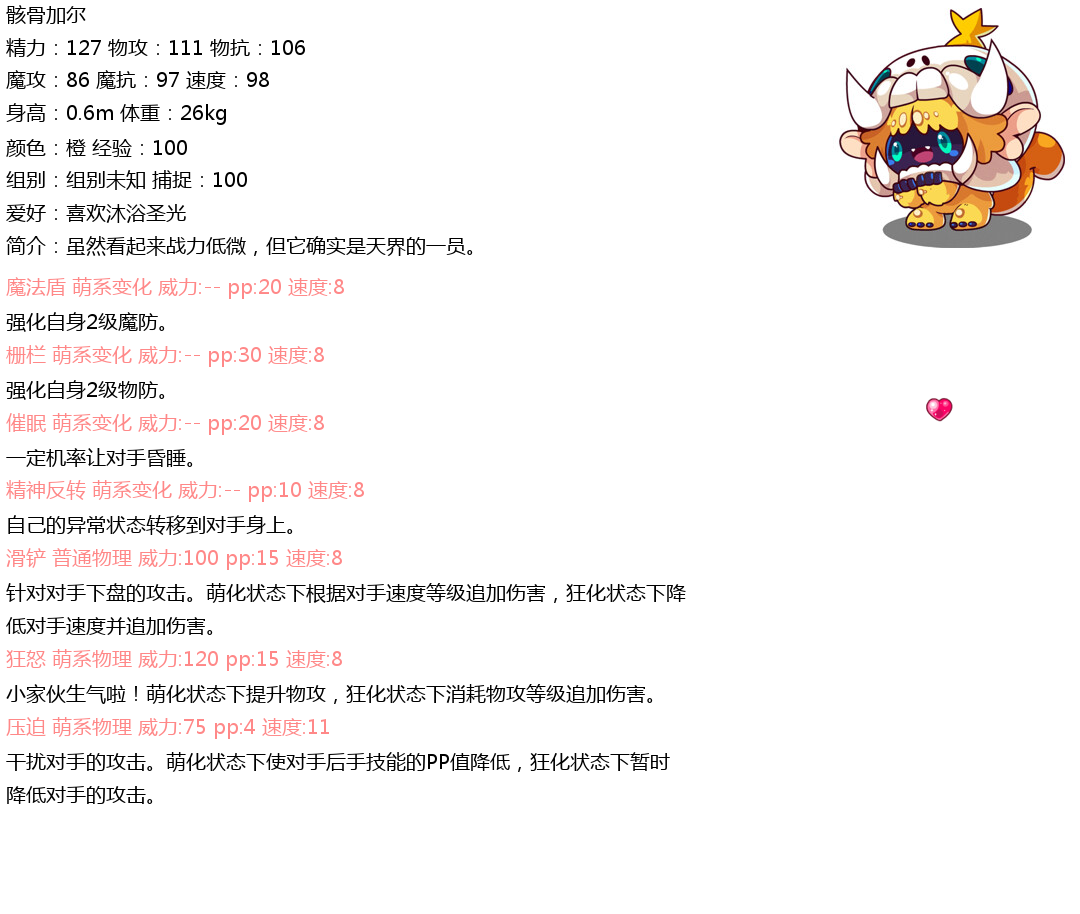 骸骨加尔
精力：127 物攻：111 物抗：106
魔攻：86 魔抗：97 速度：98
身高：0.6m 体重：26kg
颜色：橙 经验：100
组别：组别未知 捕捉：100
爱好：喜欢沐浴圣光
简介：虽然看起来战力低微，但它确实是天界的一员。
魔法盾 萌系变化 威力:-- pp:20 速度:8
强化自身2级魔防。
栅栏 萌系变化 威力:-- pp:30 速度:8
强化自身2级物防。
催眠 萌系变化 威力:-- pp:20 速度:8
一定机率让对手昏睡。
精神反转 萌系变化 威力:-- pp:10 速度:8
自己的异常状态转移到对手身上。
滑铲 普通物理 威力:100 pp:15 速度:8
针对对手下盘的攻击。萌化状态下根据对手速度等级追加伤害，狂化状态下降
低对手速度并追加伤害。
狂怒 萌系物理 威力:120 pp:15 速度:8
小家伙生气啦！萌化状态下提升物攻，狂化状态下消耗物攻等级追加伤害。
压迫 萌系物理 威力:75 pp:4 速度:11
干扰对手的攻击。萌化状态下使对手后手技能的PP值降低，狂化状态下暂时
降低对手的攻击。